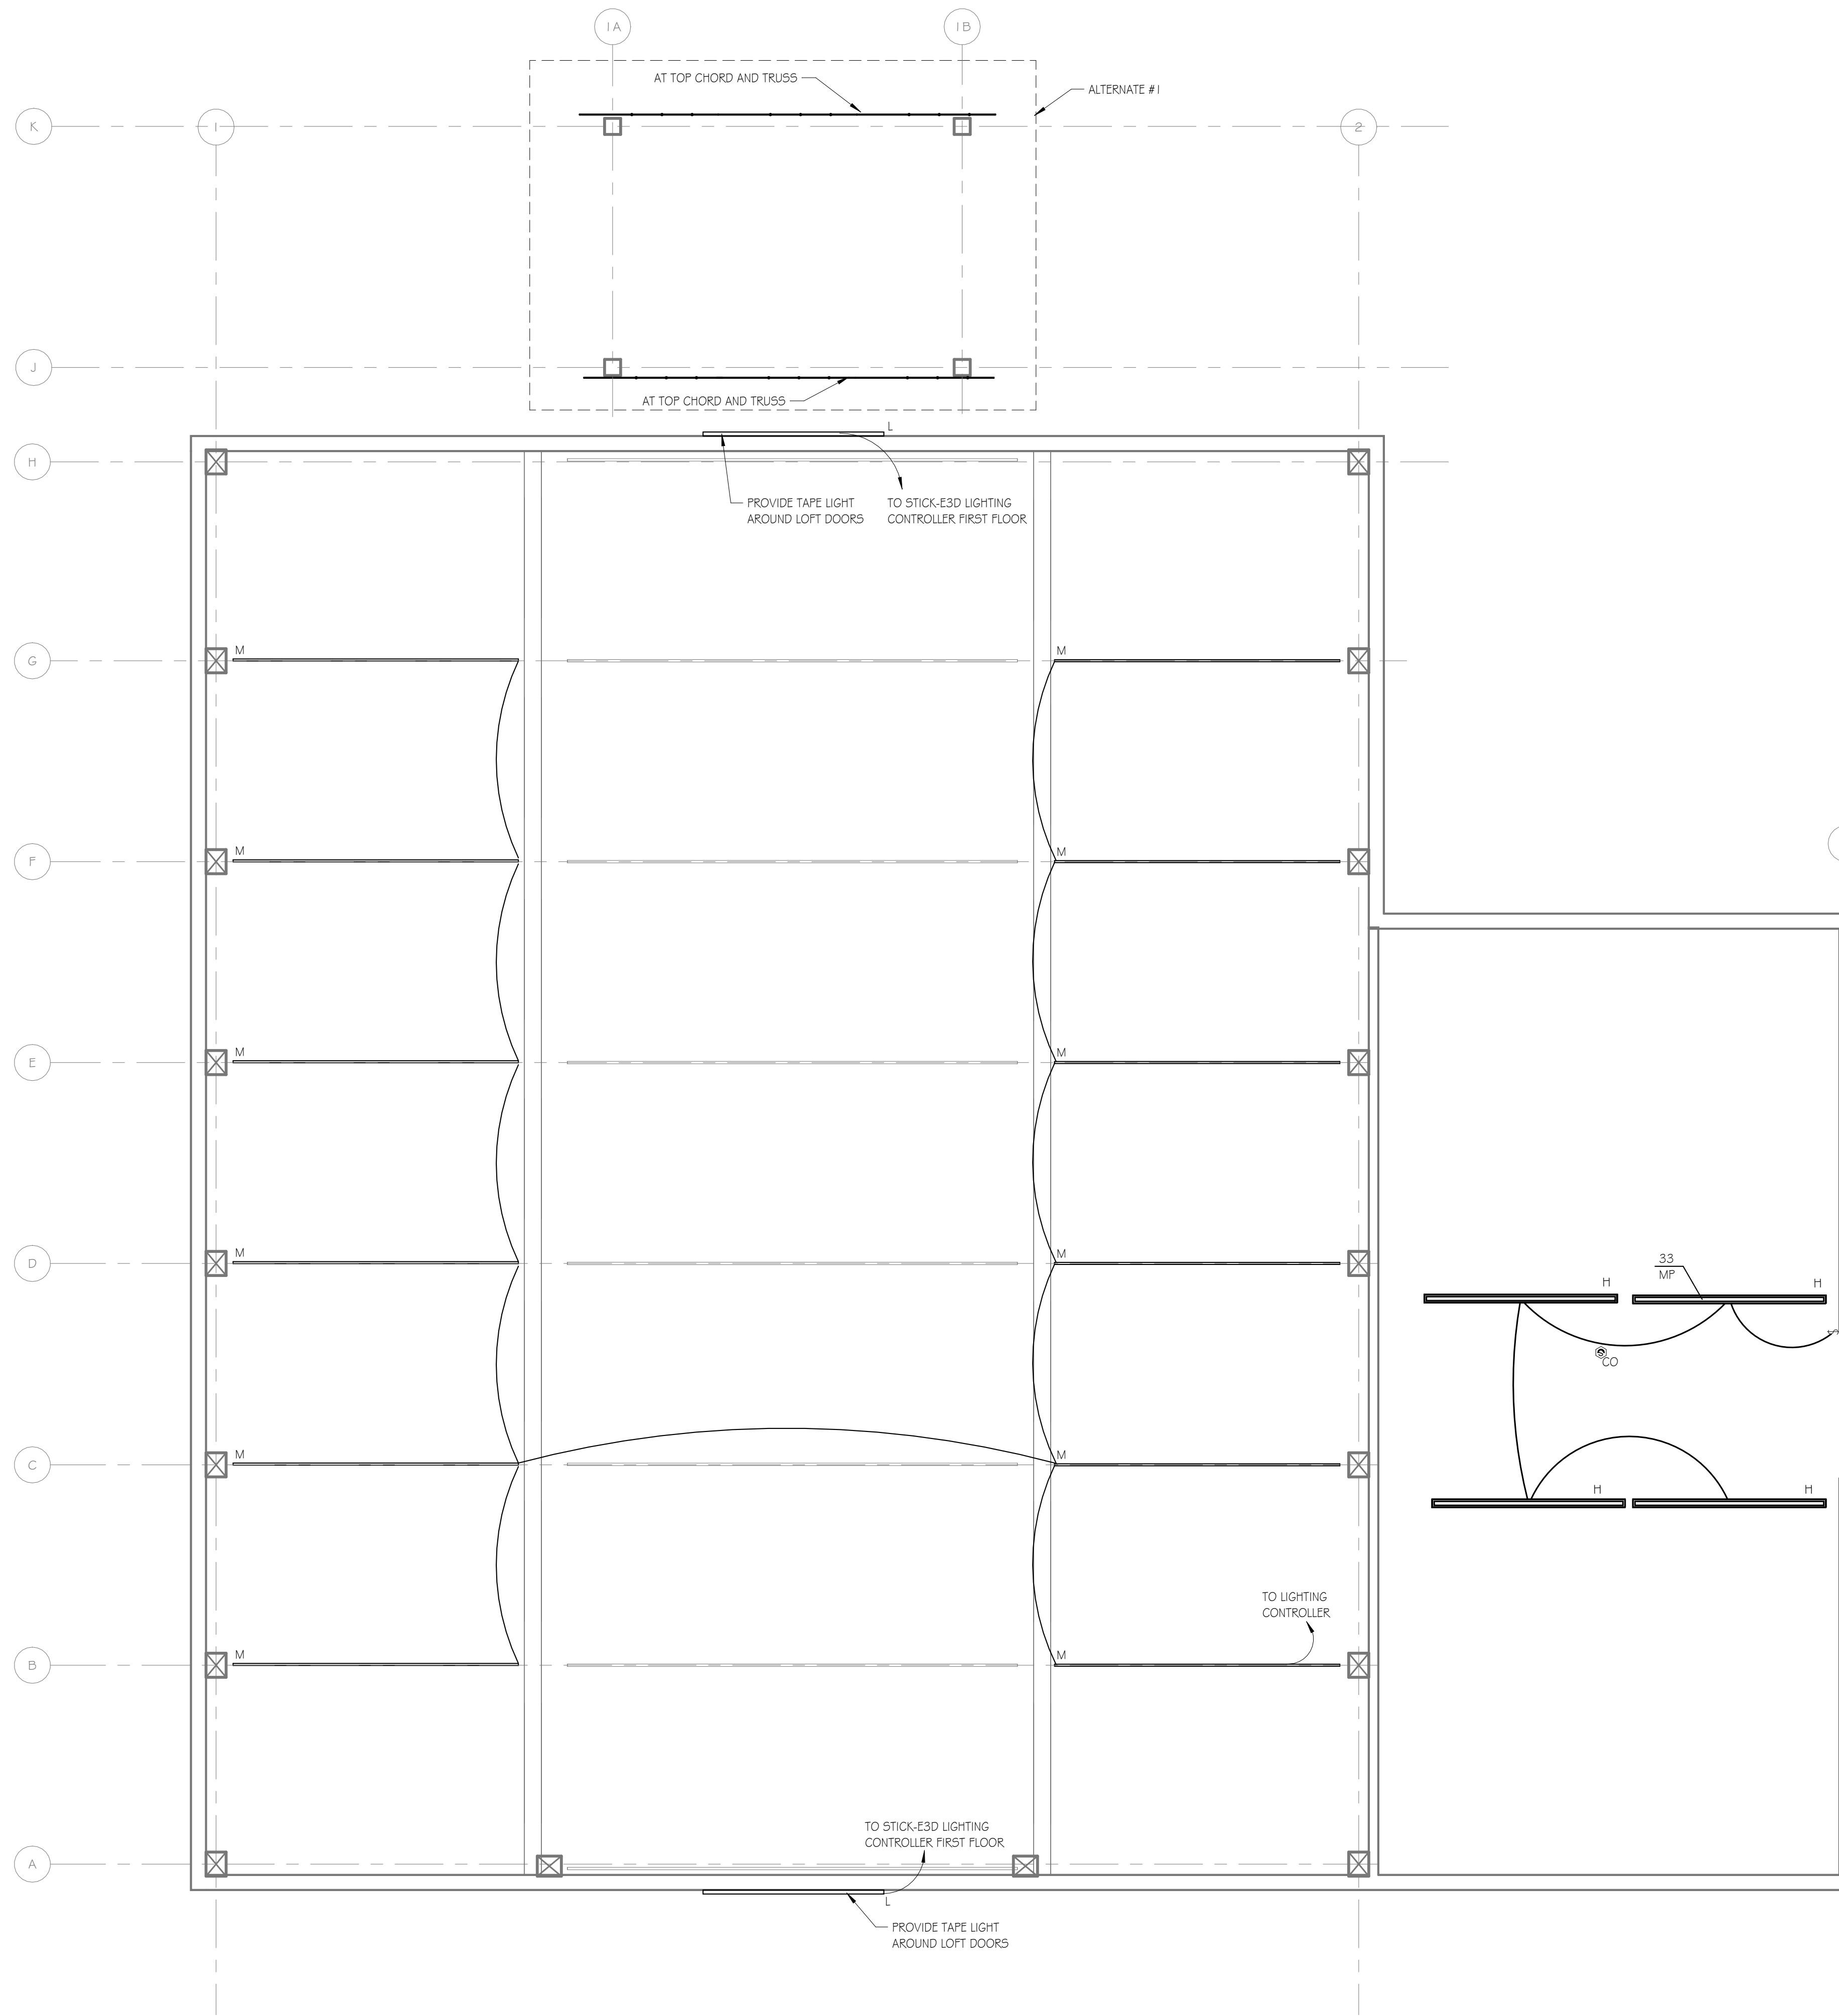 1A
1B
AT TOP CHORD AND TRUSS
ALTERNATE #1
K
1
2
J
AT TOP CHORD AND TRUSS
L
H
PROVIDE TAPE LIGHT
AROUND LOFT DOORS
TO STICK-E3D LIGHTING
CONTROLLER FIRST FLOOR
M
M
G
M
M
F
M
M
E
M
M
D
33
MP
H
H
CO
M
M
C
H
H
TO LIGHTING
CONTROLLER
M
M
B
TO STICK-E3D LIGHTING
CONTROLLER FIRST FLOOR
A
L
PROVIDE TAPE LIGHT
AROUND LOFT DOORS